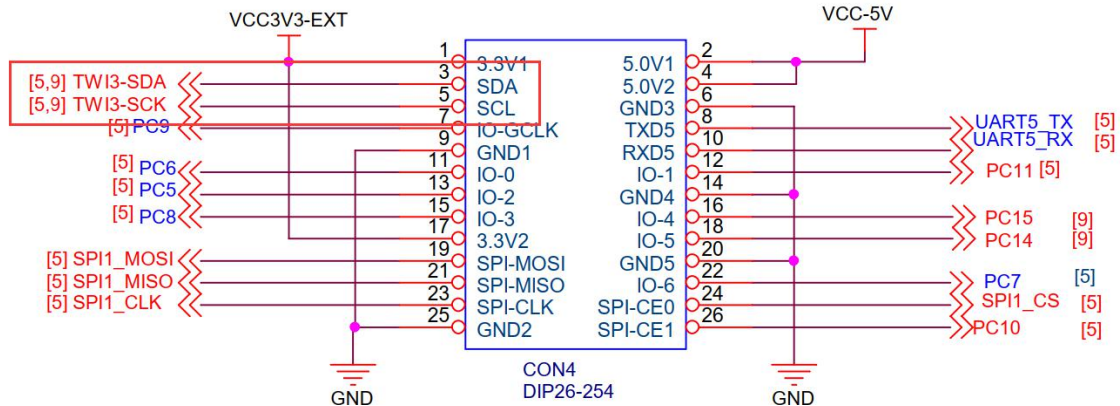 VCC3V3-EXT
VCC-5V
1 3.3V1 5.0V1 2
[5,9] TWI3-SDA 3 SDA 5.0V2 4
[5,9] TWI3-SCK 5 SCL GND3 6
[5] PC9 7 IO-GCLK TXD5 8 UART5_TX [5]
9 GND1 RXD5 10 UART5_RX [5]
[5] PC6 11 IO-0 IO-1 12 PC11 [5]
[5] PC5 13 IO-2 GND4 14
[5] PC8 15 IO-3 IO-4 16 PC15 [9]
17 3.3V2 IO-5 18 PC14 [9]
[5] SPI1_MOSI 19 SPI-MOSI GND5 20
[5] SPI1_MISO 21 SPI-MISO IO-6 22 PC7 [5]
[5] SPI1_CLK 23 SPI-CLK SPI-CE0 24 SPI1_CS [5]
25 GND2 SPI-CE1 26 PC10 [5]
CON4
DIP26-254
GND
GND